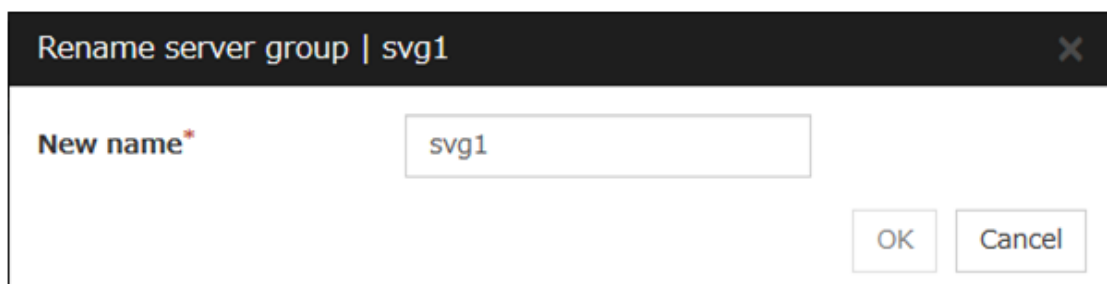 Rename server group | svg1
New name*
svg1
OK
Cancel